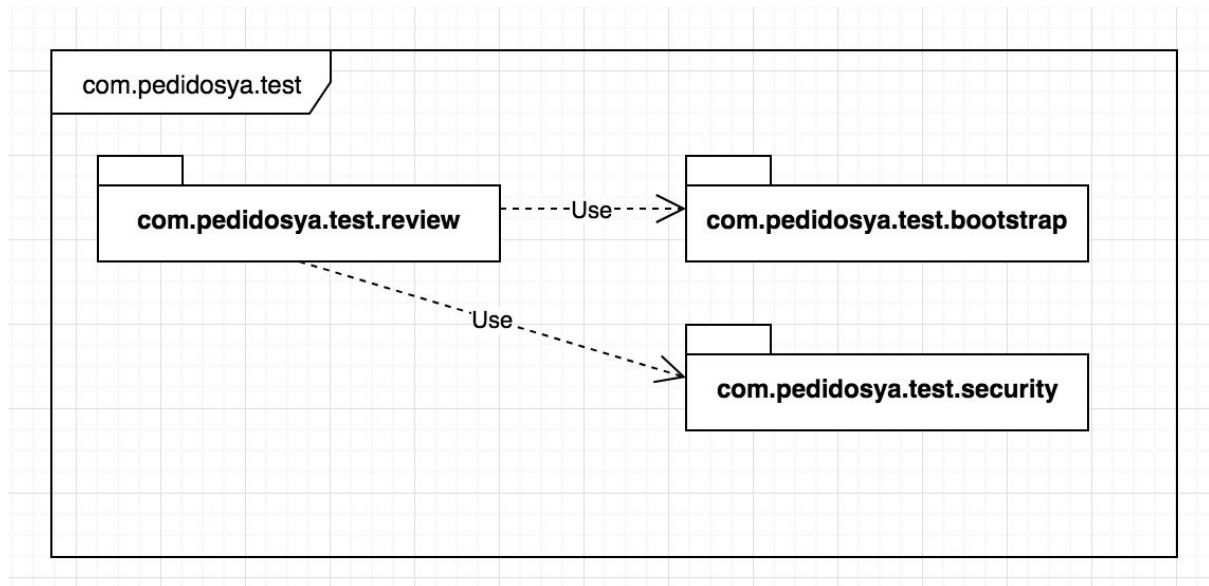 com.pedidosya.test
com.pedidosya.test.review
Use
com.pedidosya.test.bootstrap
Use
com.pedidosya.test.security